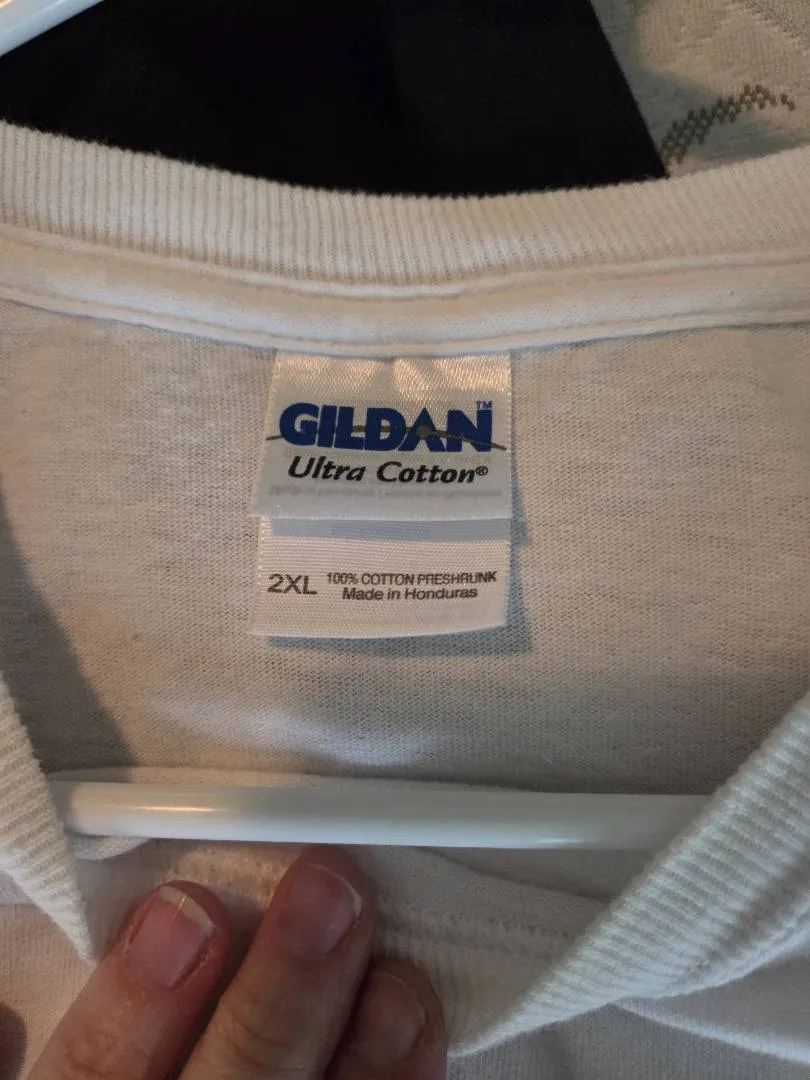 GILDAN™
Ultra Cotton®
2XL 100% COTTON PRESHRUNK
Made in Honduras